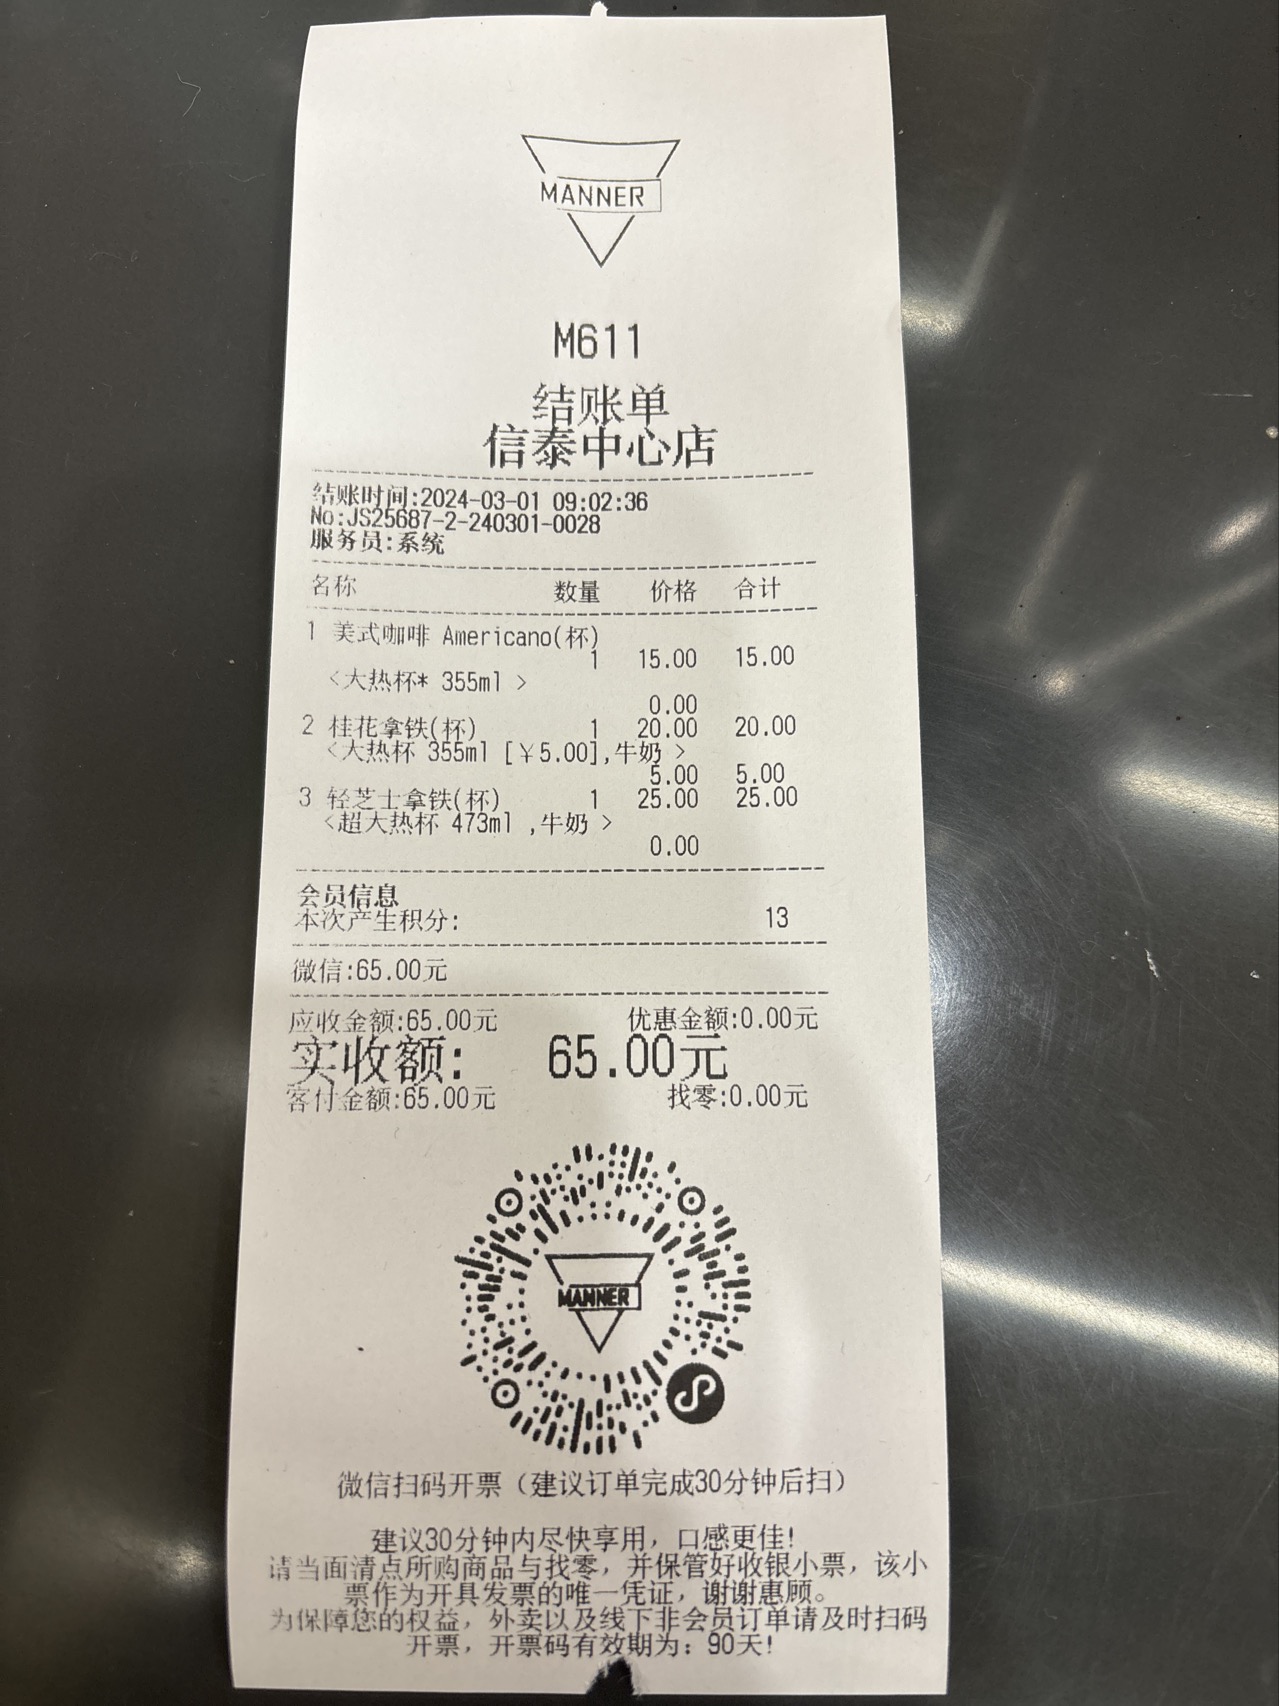 MANNER
M611
结账单
信泰中心店
结账时间:2024-03-01 09:02:36
No:JS25687-2-240301-0028
服务员:系统
名称 数量 价格 合计
1 美式咖啡 Americano(杯)
1 15.00 15.00
<大热杯* 355ml >
0.00
2 桂花拿铁(杯) 1 20.00 20.00
<大热杯 355ml [￥5.00],牛奶 >
5.00 5.00
3 轻芝士拿铁(杯) 1 25.00 25.00
<超大热杯 473ml ,牛奶 >
0.00
会员信息
本次产生积分: 13
微信:65.00元
应收金额:65.00元 优惠金额:0.00元
实收额: 65.00元
客付金额:65.00元 找零:0.00元
MANNER
微信扫码开票（建议订单完成30分钟后扫）
建议30分钟内尽快享用，口感更佳!
请当面清点所购商品与找零，并保管好收银小票，该小
票作为开具发票的唯一凭证，谢谢惠顾。
为保障您的权益，外卖以及线下非会员订单请及时扫码
开票，开票码有效期为：90天!